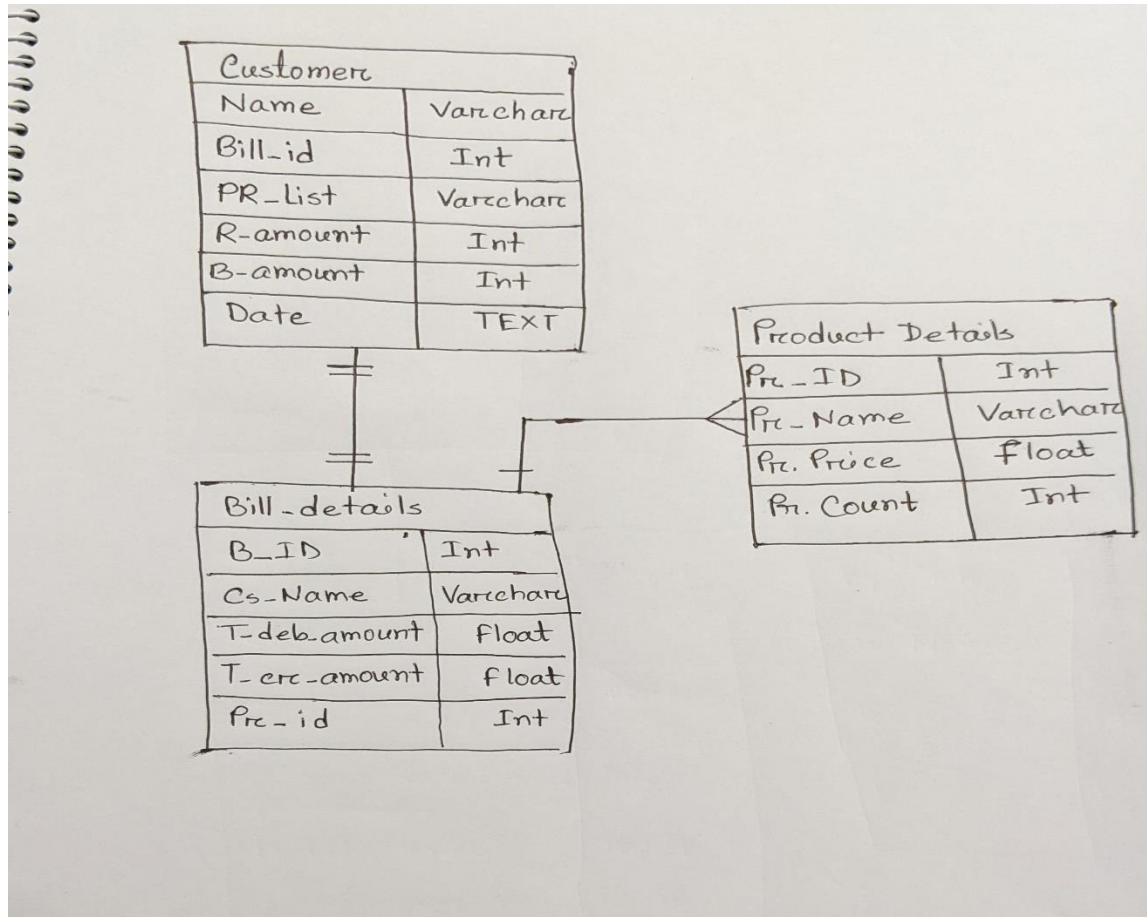 Customer
Name Varchar
Bill_id Int
PR_List Varchar
R-amount Int
B-amount Int
Date TEXT
Product Details
Pr_ID Int
Pr_Name Varchar
Pr. Price float
Pr. Count Int
Bill_details
B_ID Int
Cs_Name Varchar
T-deb_amount float
T-cr-amount float
Pr_id Int